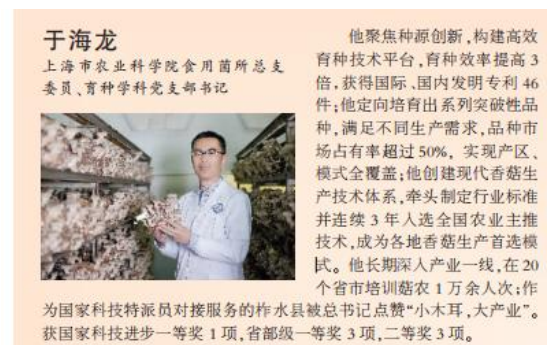 于海龙
上海市农业科学院食用菌所总支
委员、育种学科党支部书记
他聚焦种源创新,构建高效
育种技术平台,育种效率提高3
倍,获得国际、国内发明专利46
件;他定向培育出系列突破性品
种,满足不同生产需求,品种市
场占有率超过50%,实现产区、
模式全覆盖;他创建现代香菇生
产技术体系,牵头制定行业标准
并连续3年入选全国农业主推
技术,成为各地香菇生产首选模
式。他长期深入产业一线,在20
个省市培训菇农1万余人次;作
为国家科技特派员对接服务的柞水县被总书记点赞“小木耳,大产业”。
获国家科技进步一等奖1项,省部级一等奖3项,二等奖3项。